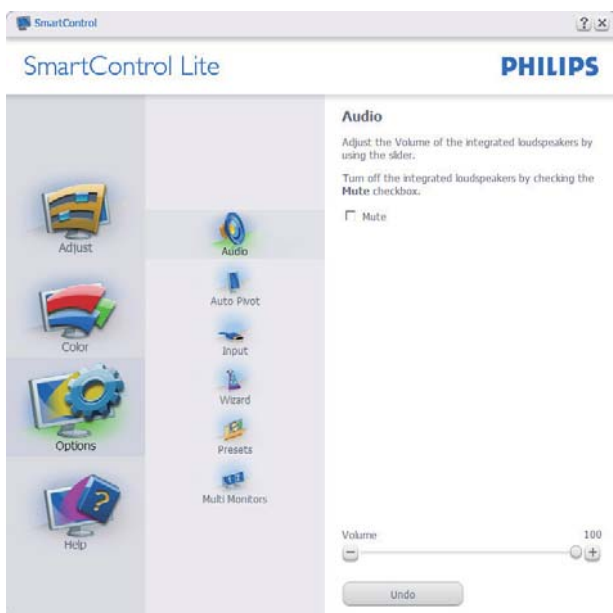 SmartControl
? ×
SmartControl Lite
PHILIPS
Adjust
Color
Options
Help
Audio
Auto Pivot
Input
Wizard
Presets
Multi Monitors
Audio
Adjust the Volume of the integrated loudspeakers by
using the slider.
Turn off the integrated loudspeakers by checking the
Mute checkbox.
Mute
Volume 100
Undo